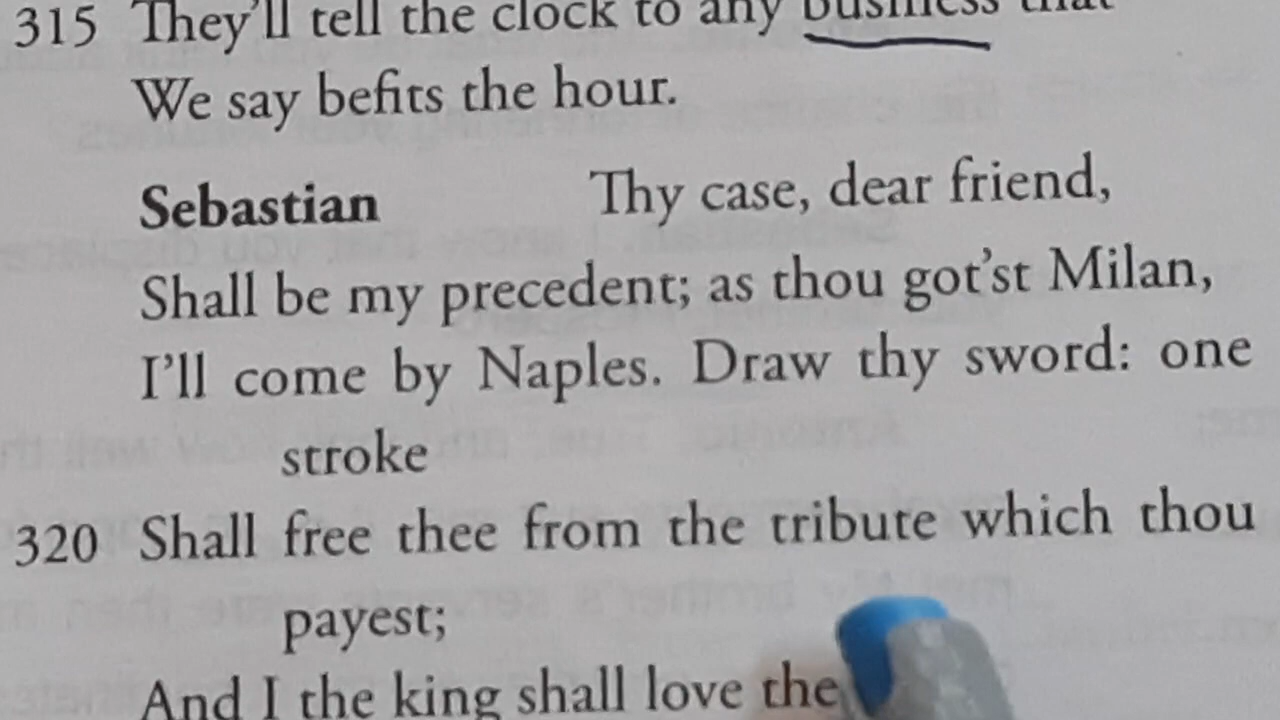 315 They'll tell the clock to any business that
We say befits the hour.
Sebastian Thy case, dear friend,
Shall be my precedent; as thou got'st Milan,
I'll come by Naples. Draw thy sword: one
stroke
320 Shall free thee from the tribute which thou
payest;
And I the king shall love the